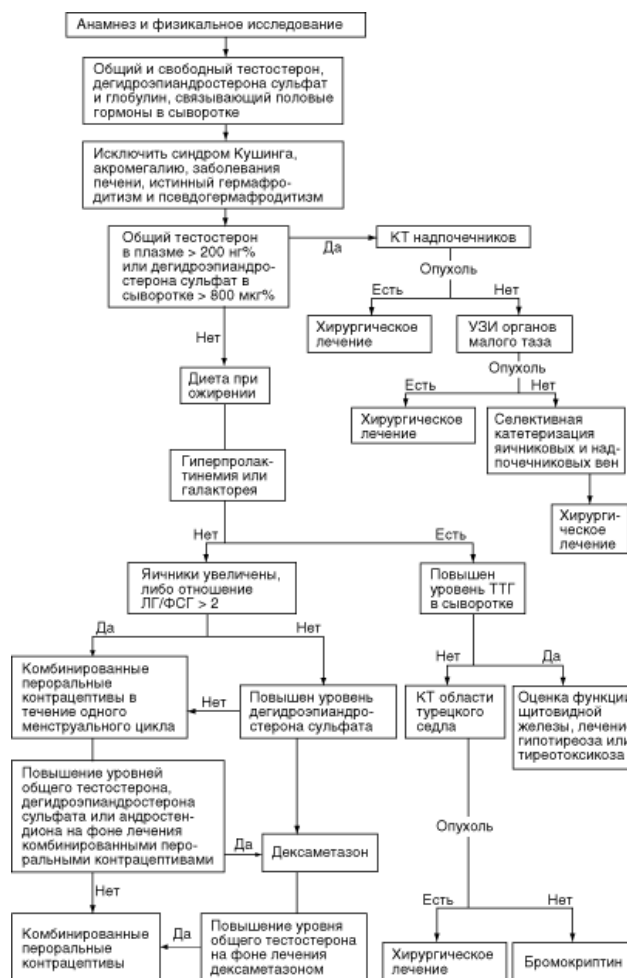 Анамнез и физикальное исследование
Общий и свободный тестостерон,
дегидроэпиандростерона сульфат
и глобулин, связывающий половые
гормоны в сыворотке
Исключить синдром Кушинга,
акромегалию, заболевания
печени, истинный гермафро-
дитизм и псевдогермафродитизм
Общий тестостерон
в плазме > 200 нг%
или дегидроэпиандро-
стерона сульфат в
сыворотке > 800 мкг%
Да
КТ надпочечников
Опухоль
Есть
Нет
Хирургическое
лечение
УЗИ органов
малого таза
Опухоль
Есть
Нет
Хирургическое
лечение
Селективная
катетеризация
яичниковых и над-
почечниковых вен
Хирурги-
ческое
лечение
Нет
Диета при
ожирении
Гиперпролак-
тинемия или
галакторея
Нет
Есть
Яичники увеличены,
либо отношение
ЛГ/ФСГ > 2
Повышен
уровень ТТГ
в сыворотке
Да
Нет
Нет
Да
Комбинированные
пероральные
контрацептивы в
течение одного
менструального цикла
Нет
Повышен уровень
дегидроэпиандро-
стерона сульфата
КТ области
турецкого
седла
Оценка функции
щитовидной
железы, лечение
гипотиреоза или
тиреотоксикоза
Повышение уровней
общего тестостерона,
дегидроэпиандростерона
сульфата или андростен-
диона на фоне лечения
комбинированными перо-
ральными контрацептивами
Да
Дексаметазон
Опухоль
Нет
Есть
Нет
Комбинированные
пероральные
контрацептивы
Да
Повышение уровня
общего тестостерона
на фоне лечения
дексаметазоном
Хирургическое
лечение
Бромокриптин